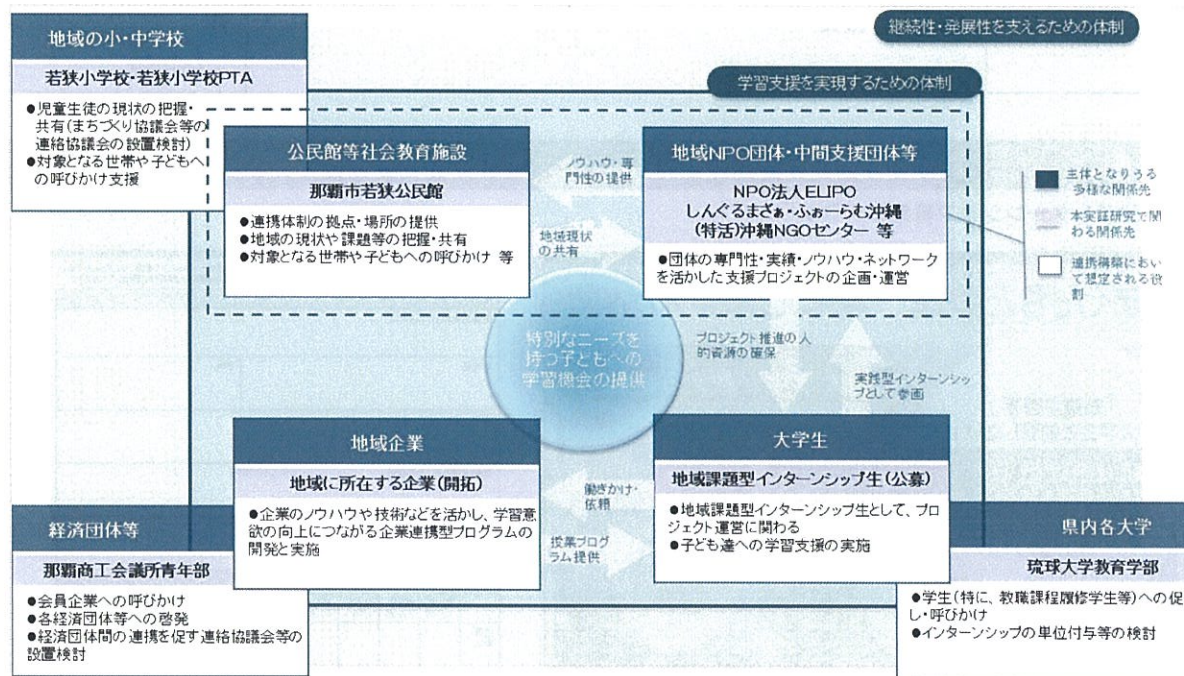 継続性・発展性を支えるための体制
学習支援を実現するための体制
地域の小・中学校
若狭小学校・若狭小学校PTA
●児童生徒の現状の把握・
共有(まちづくり協議会等の
連絡協議会の設置検討)
●対象となる世帯や子どもへ
の呼びかけ支援
公民館等社会教育施設
那覇市若狭公民館
●連携体制の拠点・場所の提供
●地域の現状や課題等の把握・共有
●対象となる世帯や子どもへの呼びかけ 等
ノウハウ・専
門性の提供
地域現状
の共有
地域NPO団体・中間支援団体等
NPO法人ELIPO
しんぐるまざぁ・ふぉーらむ沖縄
(特活)沖縄NGOセンター 等
●団体の専門性・実績・ノウハウ・ネットワーク
を活かした支援プロジェクトの企画・運営
主体となりうる
多様な関係先
本実証研究で関
わる関係先
連携構築におい
て想定される役
割
特別なニーズを
持つ子どもへの
学習機会の提供
プロジェクト推進の人
的資源の確保
実践型インターンシッ
プとして参画
地域企業
地域に所在する企業(開拓)
●企業のノウハウや技術などを活かし、学習意
欲の向上につながる企業連携型プログラムの
開発と実施
働きかけ・
依頼
授業プログ
ラム提供
大学生
地域課題型インターンシップ生(公募)
●地域課題型インターンシップ生として、プロ
ジェクト運営に関わる
●子ども達への学習支援の実施
経済団体等
那覇商工会議所青年部
●会員企業への呼びかけ
●各経済団体等への啓発
●経済団体間の連携を促す連絡協議会等の
設置検討
県内各大学
琉球大学教育学部
●学生(特に、教職課程履修学生等)への促
し・呼びかけ
●インターンシップの単位付与等の検討